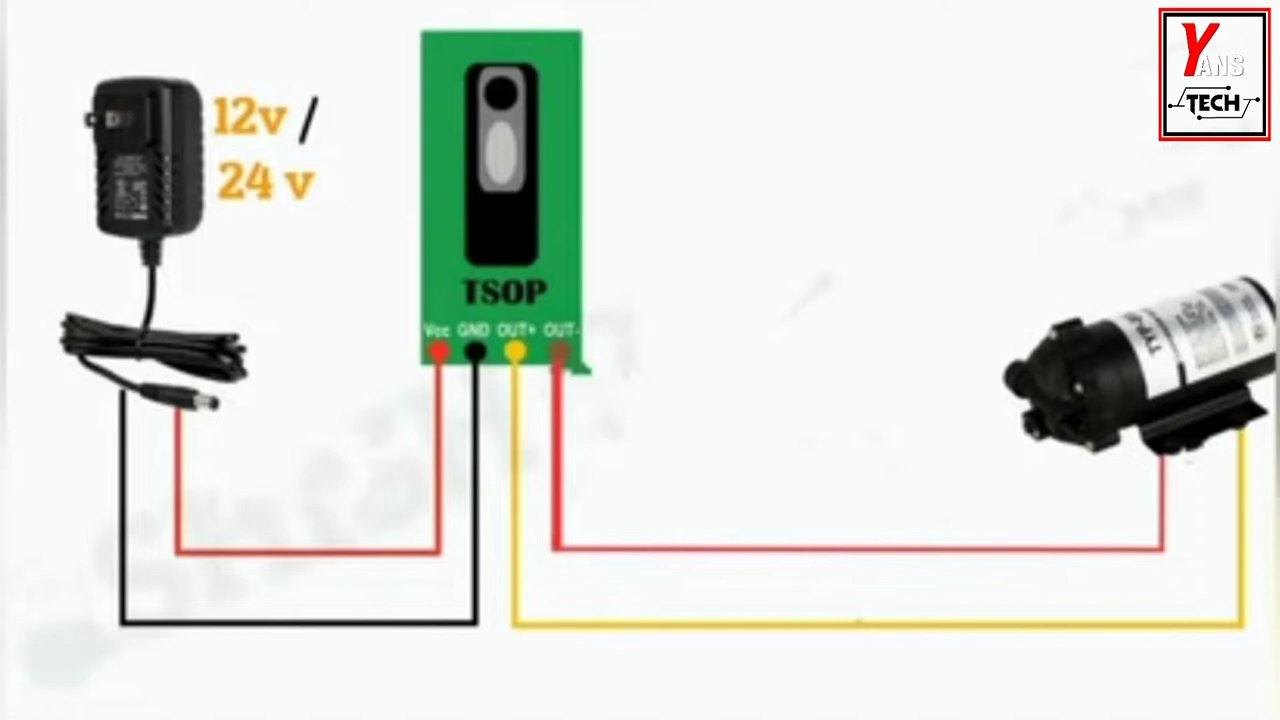 12v /
24 v
YANS
TECH
TSOP
Vcc GND OUT+ OUT-